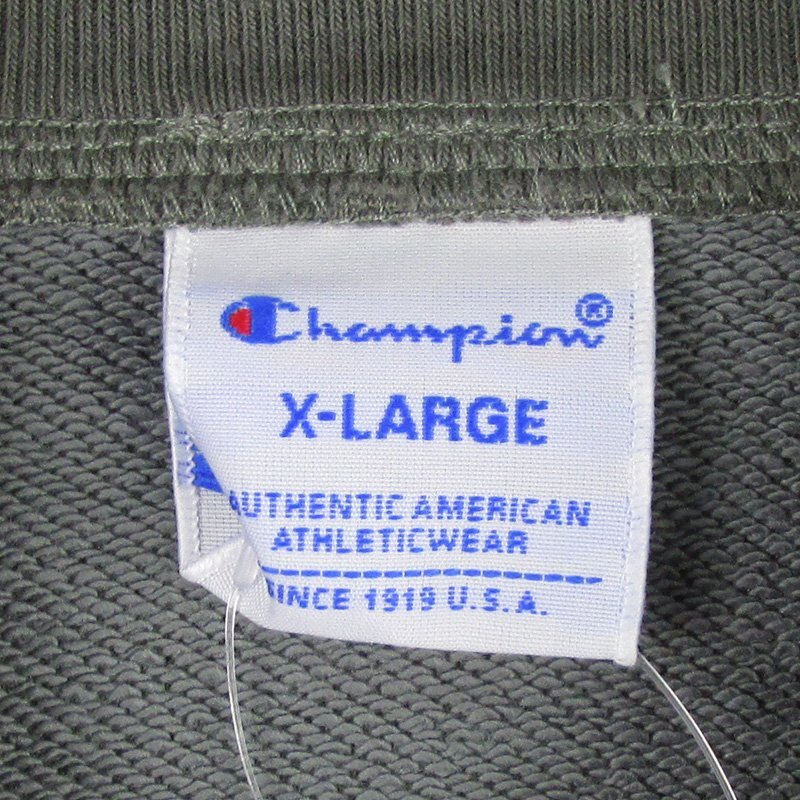 Champion®
X-LARGE
AUTHENTIC AMERICAN
ATHLETICWEAR
SINCE 1919 U.S.A.